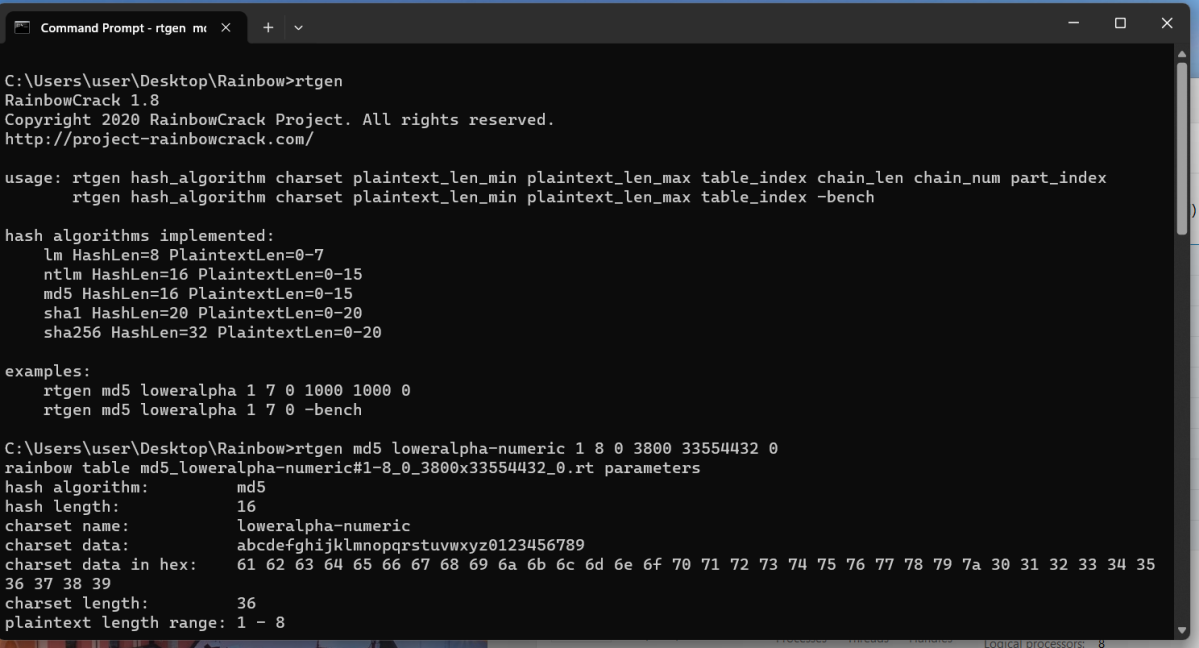 Command Prompt - rtgen
C:\Users\user\Desktop\Rainbow>rtgen
RainbowCrack 1.8
Copyright 2020 RainbowCrack Project. All rights reserved.
http://project-rainbowcrack.com/
usage: rtgen hash_algorithm charset plaintext_len_min plaintext_len_max table_index chain_len chain_num part_index
rtgen hash_algorithm charset plaintext_len_min plaintext_len_max table_index -bench
hash algorithms implemented:
lm HashLen=8 PlaintextLen=0-7
ntlm HashLen=16 PlaintextLen=0-15
md5 HashLen=16 PlaintextLen=0-15
sha1 HashLen=20 PlaintextLen=0-20
sha256 HashLen=32 PlaintextLen=0-20
examples:
rtgen md5 loweralpha 1 7 0 1000 1000 0
rtgen md5 loweralpha 1 7 0 -bench
C:\Users\user\Desktop\Rainbow>rtgen md5 loweralpha-numeric 1 8 0 3800 33554432 0
rainbow table md5_loweralpha-numeric#1-8_0_3800x33554432_0.rt parameters
hash algorithm: md5
hash length: 16
charset name: loweralpha-numeric
charset data: abcdefghijklmnopqrstuvwxyz0123456789
charset data in hex: 61 62 63 64 65 66 67 68 69 6a 6b 6c 6d 6e 6f 70 71 72 73 74 75 76 77 78 79 7a 30 31 32 33 34 35
36 37 38 39
charset length: 36
plaintext length range: 1 - 8
Logical processors: 8